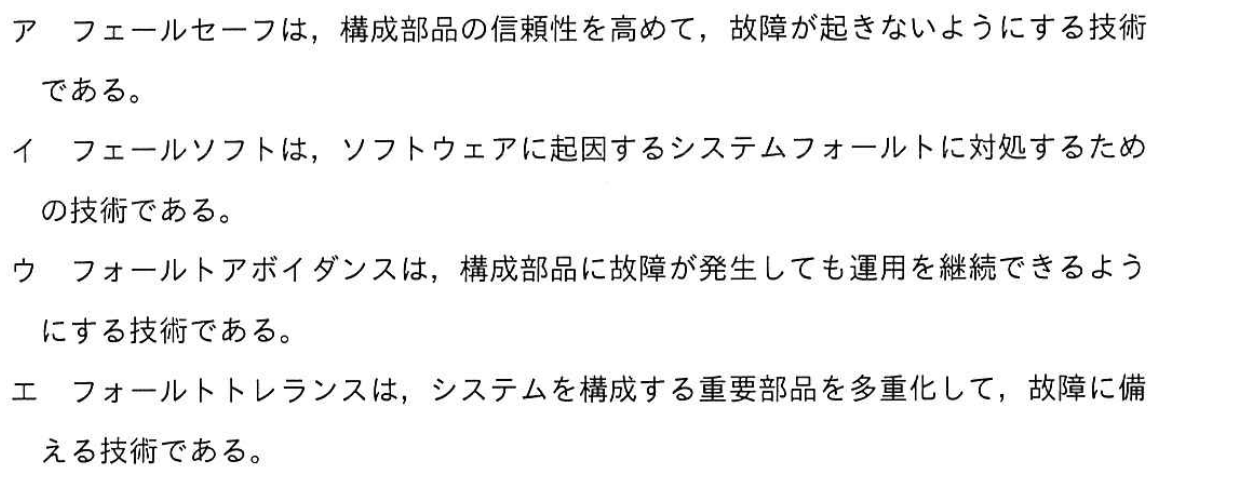 ア　フェールセーフは，構成部品の信頼性を高めて，故障が起きないようにする技術
である。
イ　フェールソフトは，ソフトウェアに起因するシステムフォールトに対処するため
の技術である。
ウ　フォールトアボイダンスは，構成部品に故障が発生しても運用を継続できるよう
にする技術である。
エ　フォールトトレランスは，システムを構成する重要部品を多重化して，故障に備
える技術である。